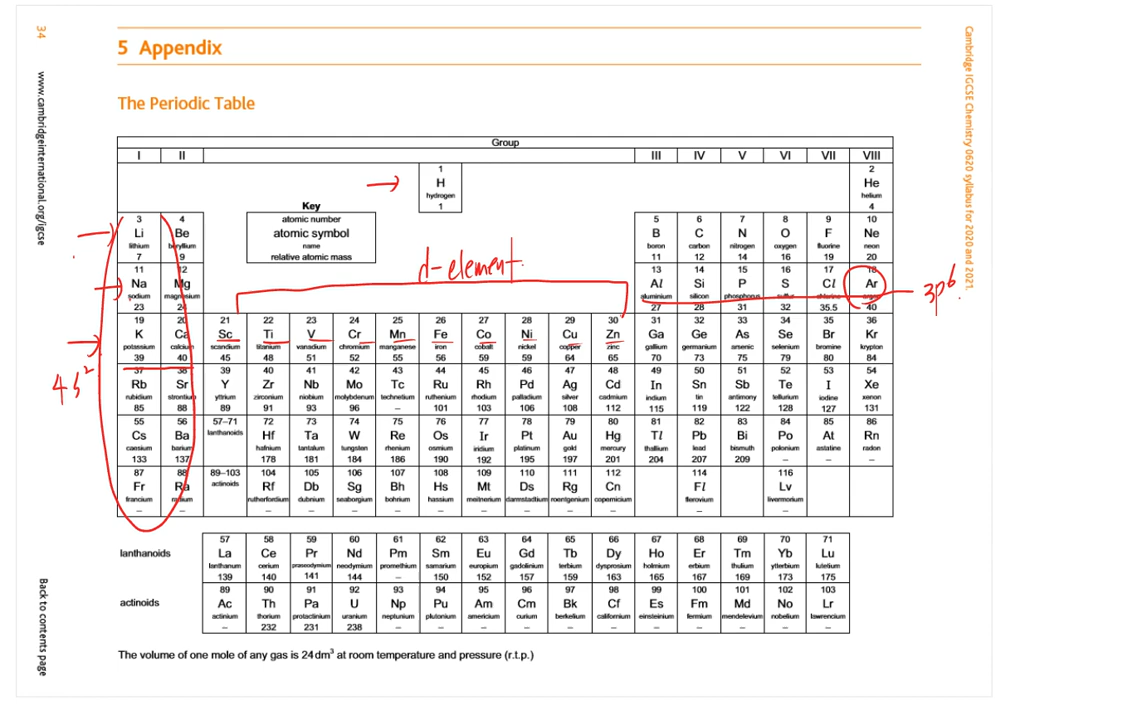 34
www.cambridgeinternational.org/igcse
Back to contents page
Cambridge IGCSE Chemistry 0620 syllabus for 2020 and 2021.
5 Appendix
The Periodic Table
Group
I II III IV V VI VII VIII
1 2
H He
hydrogen helium
1 4
Key
atomic number
atomic symbol
name
relative atomic mass
3 4 5 6 7 8 9 10
Li Be B C N O F Ne
lithium beryllium boron carbon nitrogen oxygen fluorine neon
7 9 11 12 14 16 19 20
d-element
11 12 13 14 15 16 17 18
Na Mg Al Si P S Cl Ar
sodium magnesium aluminium silicon phosphorus sulfur chlorine argon
23 24 27 28 31 32 35.5 40
3p6
19 20 21 22 23 24 25 26 27 28 29 30 31 32 33 34 35 36
K Ca Sc Ti V Cr Mn Fe Co Ni Cu Zn Ga Ge As Se Br Kr
potassium calcium scandium titanium vanadium chromium manganese iron cobalt nickel copper zinc gallium germanium arsenic selenium bromine krypton
39 40 45 48 51 52 55 56 59 59 64 65 70 73 75 79 80 84
4s2
37 38 39 40 41 42 43 44 45 46 47 48 49 50 51 52 53 54
Rb Sr Y Zr Nb Mo Tc Ru Rh Pd Ag Cd In Sn Sb Te I Xe
rubidium strontium yttrium zirconium niobium molybdenum technetium ruthenium rhodium palladium silver cadmium indium tin antimony tellurium iodine xenon
85 88 89 91 93 96 – 101 103 106 108 112 115 119 122 128 127 131
55 56 57–71 72 73 74 75 76 77 78 79 80 81 82 83 84 85 86
Cs Ba lanthanoids Hf Ta W Re Os Ir Pt Au Hg Tl Pb Bi Po At Rn
caesium barium hafnium tantalum tungsten rhenium osmium iridium platinum gold mercury thallium lead bismuth polonium astatine radon
133 137 178 181 184 186 190 192 195 197 201 204 207 209 – – –
87 88 89–103 104 105 106 107 108 109 110 111 112 114 116
Fr Ra actinoids Rf Db Sg Bh Hs Mt Ds Rg Cn Fl Lv
francium radium rutherfordium dubnium seaborgium bohrium hassium meitnerium darmstadtium roentgenium copernicium flerovium livermorium
– – – – – – – – – – – – –
57 58 59 60 61 62 63 64 65 66 67 68 69 70 71
lanthanoids La Ce Pr Nd Pm Sm Eu Gd Tb Dy Ho Er Tm Yb Lu
lanthanum cerium praseodymium neodymium promethium samarium europium gadolinium terbium dysprosium holmium erbium thulium ytterbium lutetium
139 140 141 144 – 150 152 157 159 163 165 167 169 173 175
89 90 91 92 93 94 95 96 97 98 99 100 101 102 103
actinoids Ac Th Pa U Np Pu Am Cm Bk Cf Es Fm Md No Lr
actinium thorium protactinium uranium neptunium plutonium americium curium berkelium californium einsteinium fermium mendelevium nobelium lawrencium
– 232 231 238 – – – – – – – – – – –
The volume of one mole of any gas is 24 dm3 at room temperature and pressure (r.t.p.)